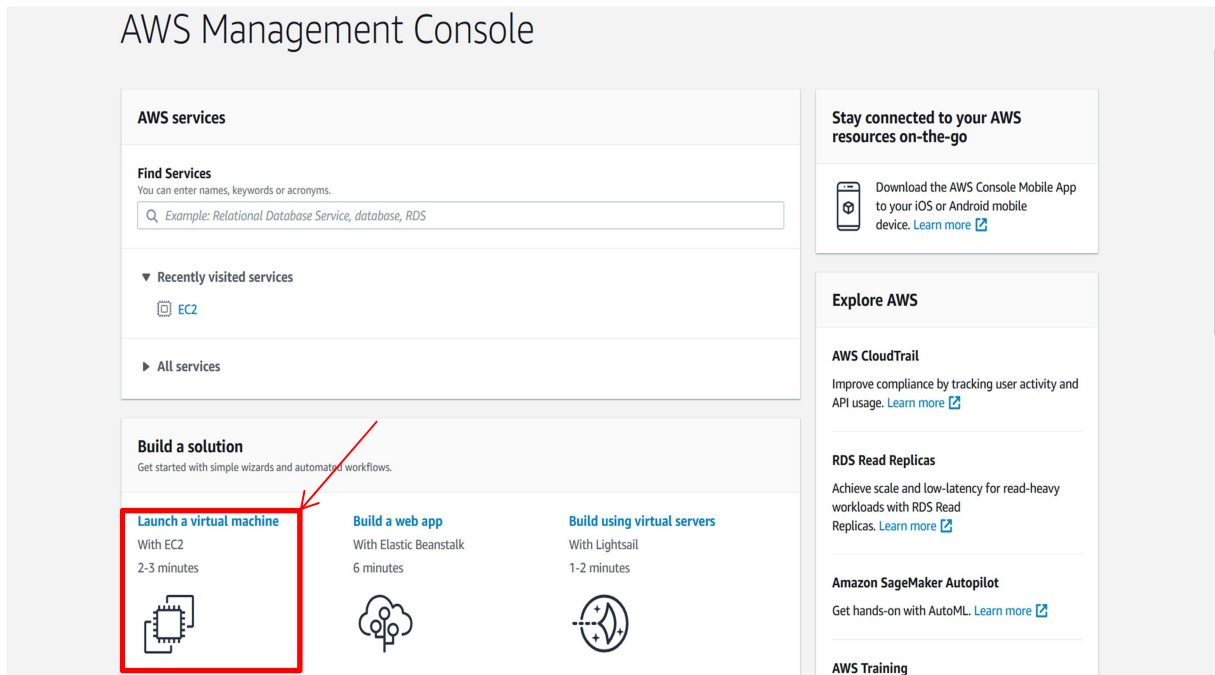 AWS Management Console
AWS services
Find Services
You can enter names, keywords or acronyms.
Example: Relational Database Service, database, RDS
Recently visited services
EC2
All services
Build a solution
Get started with simple wizards and automated workflows.
Launch a virtual machine
With EC2
2-3 minutes
Build a web app
With Elastic Beanstalk
6 minutes
Build using virtual servers
With Lightsail
1-2 minutes
Stay connected to your AWS
resources on-the-go
Download the AWS Console Mobile App
to your iOS or Android mobile
device. Learn more
Explore AWS
AWS CloudTrail
Improve compliance by tracking user activity and
API usage. Learn more
RDS Read Replicas
Achieve scale and low-latency for read-heavy
workloads with RDS Read
Replicas. Learn more
Amazon SageMaker Autopilot
Get hands-on with AutoML. Learn more
AWS Training